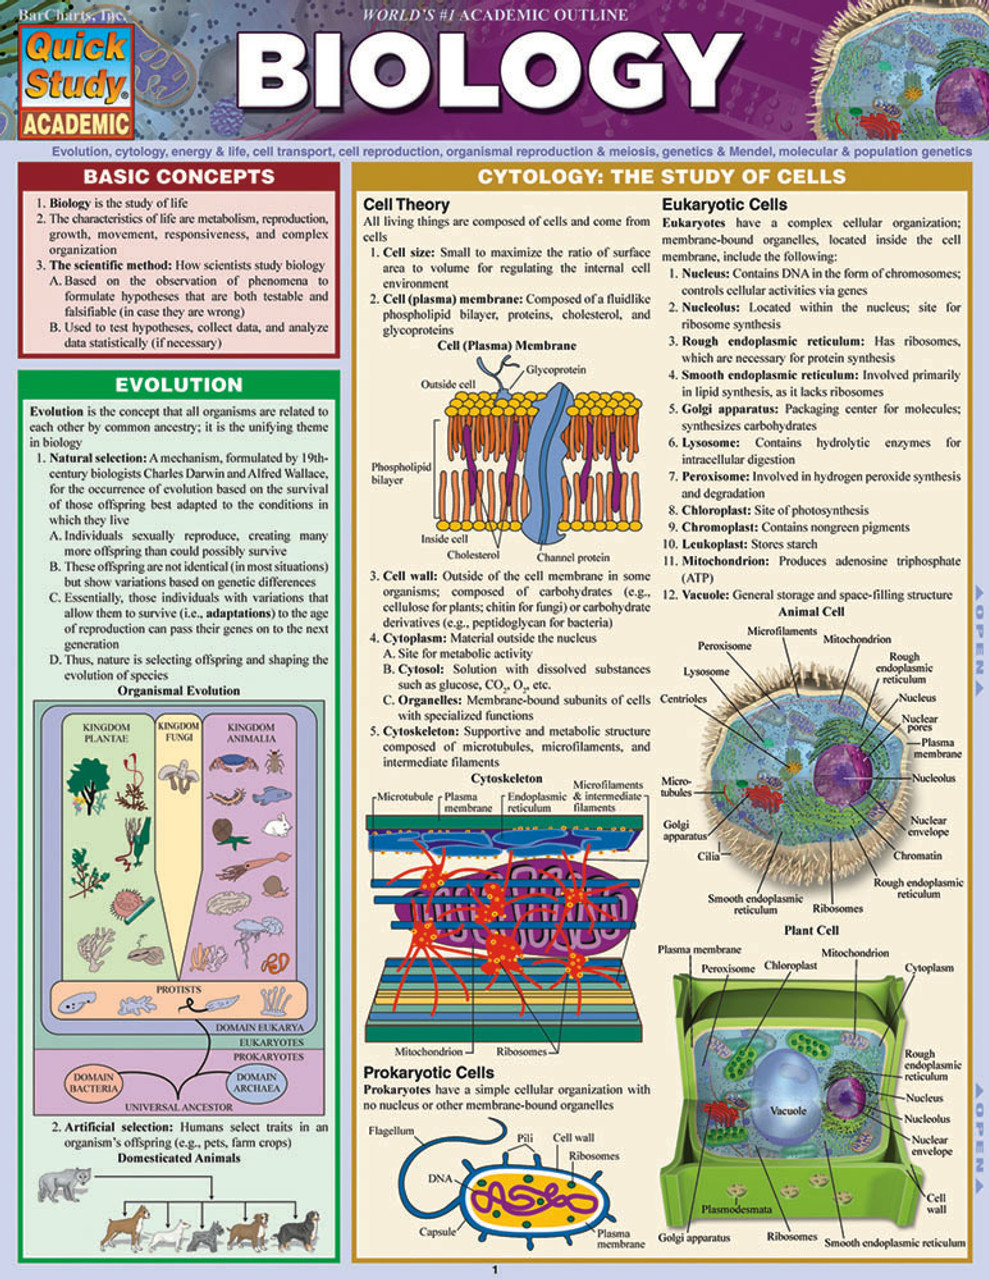 BarCharts, Inc.
WORLD'S #1 ACADEMIC OUTLINE
Quick
Study®
ACADEMIC
BIOLOGY
Evolution, cytology, energy & life, cell transport, cell reproduction, organismal reproduction & meiosis, genetics & Mendel, molecular & population genetics
BASIC CONCEPTS
1. Biology is the study of life
2. The characteristics of life are metabolism, reproduction,
growth, movement, responsiveness, and complex
organization
3. The scientific method: How scientists study biology
A. Based on the observation of phenomena to
formulate hypotheses that are both testable and
falsifiable (in case they are wrong)
B. Used to test hypotheses, collect data, and analyze
data statistically (if necessary)
EVOLUTION
Evolution is the concept that all organisms are related to
each other by common ancestry; it is the unifying theme
in biology
1. Natural selection: A mechanism, formulated by 19th-
century biologists Charles Darwin and Alfred Wallace,
for the occurrence of evolution based on the survival
of those offspring best adapted to the conditions in
which they live
A. Individuals sexually reproduce, creating many
more offspring than could possibly survive
B. These offspring are not identical (in most situations)
but show variations based on genetic differences
C. Essentially, those individuals with variations that
allow them to survive (i.e., adaptations) to the age
of reproduction can pass their genes on to the next
generation
D. Thus, nature is selecting offspring and shaping the
evolution of species
Organismal Evolution
KINGDOM
PLANTAE
KINGDOM
FUNGI
KINGDOM
ANIMALIA
PROTISTS
DOMAIN EUKARYA
EUKARYOTES
PROKARYOTES
DOMAIN
BACTERIA
DOMAIN
ARCHAEA
UNIVERSAL ANCESTOR
2. Artificial selection: Humans select traits in an
organism's offspring (e.g., pets, farm crops)
Domesticated Animals
CYTOLOGY: THE STUDY OF CELLS
Cell Theory
All living things are composed of cells and come from
cells
1. Cell size: Small to maximize the ratio of surface
area to volume for regulating the internal cell
environment
2. Cell (plasma) membrane: Composed of a fluidlike
phospholipid bilayer, proteins, cholesterol, and
glycoproteins
Cell (Plasma) Membrane
Glycoprotein
Outside cell
Phospholipid
bilayer
Inside cell
Cholesterol
Channel protein
3. Cell wall: Outside of the cell membrane in some
organisms; composed of carbohydrates (e.g.,
cellulose for plants; chitin for fungi) or carbohydrate
derivatives (e.g., peptidoglycan for bacteria)
4. Cytoplasm: Material outside the nucleus
A. Site for metabolic activity
B. Cytosol: Solution with dissolved substances
such as glucose, CO2, O2, etc.
C. Organelles: Membrane-bound subunits of cells
with specialized functions
5. Cytoskeleton: Supportive and metabolic structure
composed of microtubules, microfilaments, and
intermediate filaments
Cytoskeleton
Microtubule
Plasma
membrane
Endoplasmic
reticulum
Microfilaments
& intermediate
filaments
Mitochondrion
Ribosomes
Prokaryotic Cells
Prokaryotes have a simple cellular organization with
no nucleus or other membrane-bound organelles
Flagellum
Pili
Cell wall
Ribosomes
DNA
Capsule
Plasma
membrane
Eukaryotic Cells
Eukaryotes have a complex cellular organization;
membrane-bound organelles, located inside the cell
membrane, include the following:
1. Nucleus: Contains DNA in the form of chromosomes;
controls cellular activities via genes
2. Nucleolus: Located within the nucleus; site for
ribosome synthesis
3. Rough endoplasmic reticulum: Has ribosomes,
which are necessary for protein synthesis
4. Smooth endoplasmic reticulum: Involved primarily
in lipid synthesis, as it lacks ribosomes
5. Golgi apparatus: Packaging center for molecules;
synthesizes carbohydrates
6. Lysosome: Contains hydrolytic enzymes for
intracellular digestion
7. Peroxisome: Involved in hydrogen peroxide synthesis
and degradation
8. Chloroplast: Site of photosynthesis
9. Chromoplast: Contains nongreen pigments
10. Leukoplast: Stores starch
11. Mitochondrion: Produces adenosine triphosphate
(ATP)
12. Vacuole: General storage and space-filling structure
Animal Cell
Microfilaments
Mitochondrion
Peroxisome
Rough
endoplasmic
reticulum
Lysosome
Centrioles
Nucleus
Nuclear
pores
Plasma
membrane
Nucleolus
Micro-
tubules
Golgi
apparatus
Nuclear
envelope
Cilia
Chromatin
Rough endoplasmic
reticulum
Smooth endoplasmic
reticulum
Ribosomes
Plant Cell
Plasma membrane
Mitochondrion
Peroxisome
Chloroplast
Cytoplasm
Rough
endoplasmic
reticulum
Vacuole
Nucleus
Nucleolus
Nuclear
envelope
Cell
wall
Plasmodesmata
Golgi apparatus
Ribosomes
Smooth endoplasmic reticulum
OPEN
OPEN
1